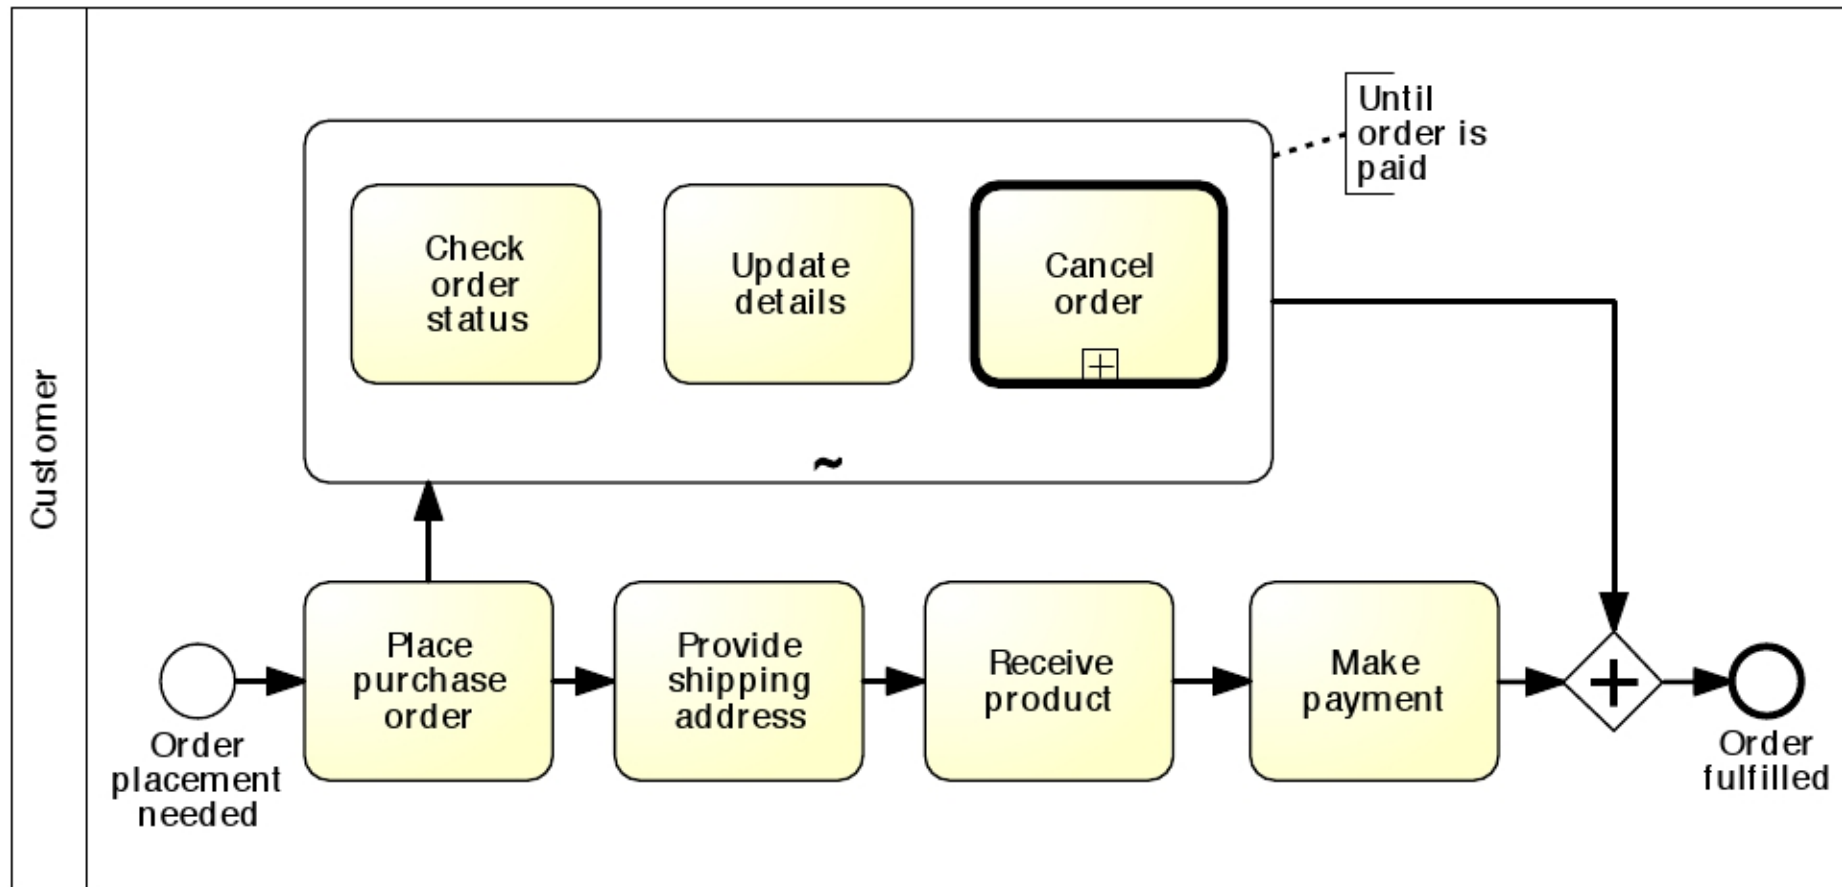 Customer
Until
order is
paid
Check
order
status
Update
details
Cancel
order
~
Place
purchase
order
Provide
shipping
address
Receive
product
Make
payment
Order
placement
needed
Order
fulfilled